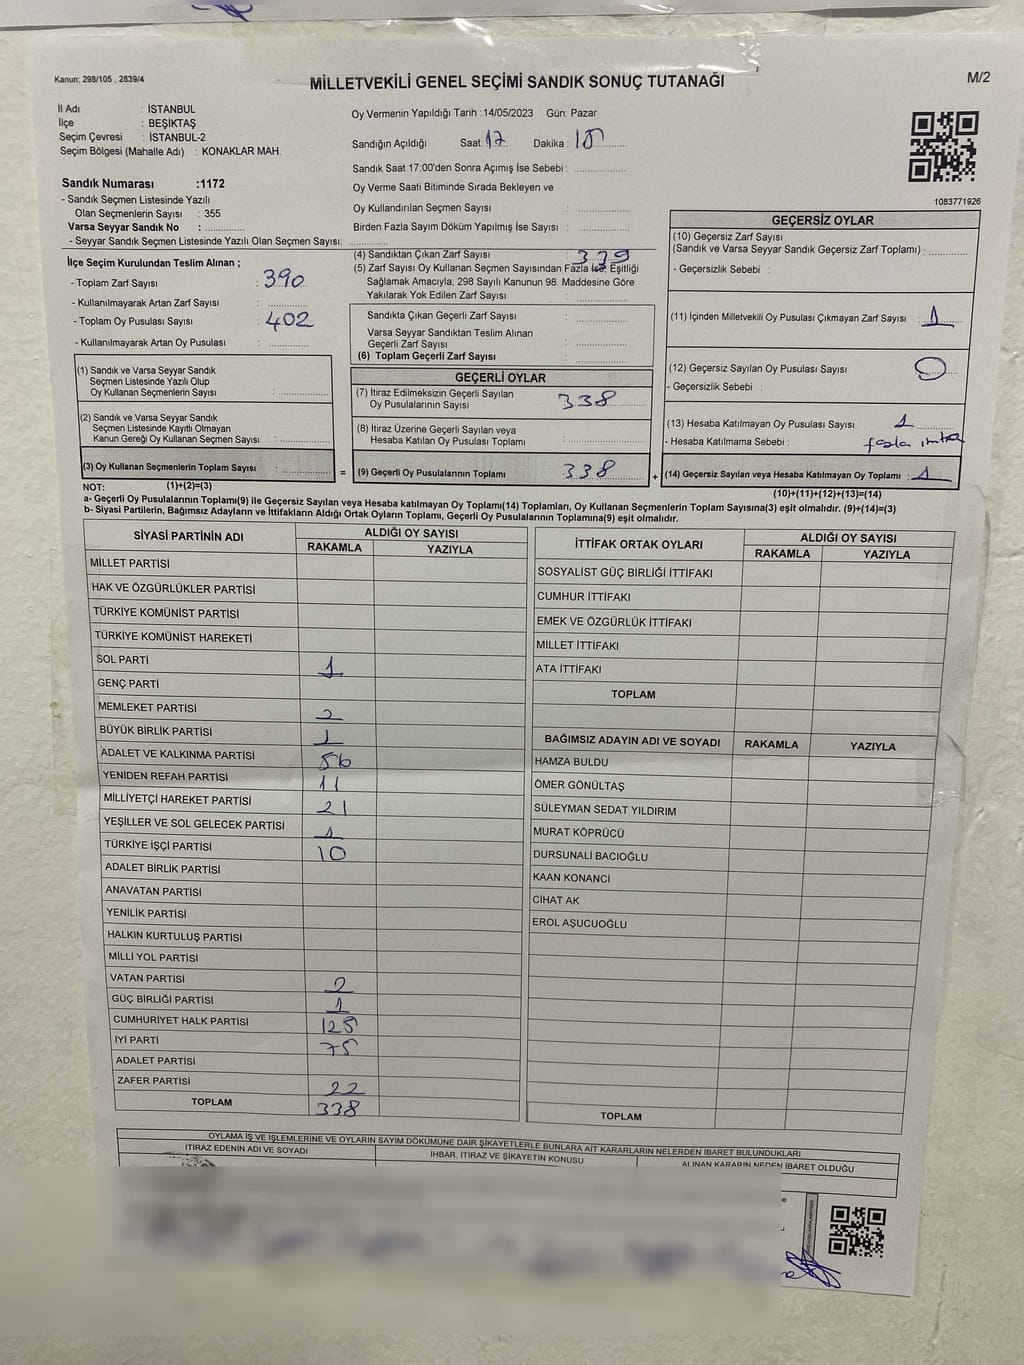 Kanun; 298/105 , 2839/4
MİLLETVEKİLİ GENEL SEÇİMİ SANDIK SONUÇ TUTANAĞI
M/2
İl Adı : İSTANBUL
İlçe : BEŞİKTAŞ
Seçim Çevresi : İSTANBUL-2
Seçim Bölgesi (Mahalle Adı) : KONAKLAR MAH.
Oy Vermenin Yapıldığı Tarih :14/05/2023 Gün: Pazar
Sandığın Açıldığı Saat: 17 Dakika:
Sandık Saat 17:00'den Sonra Açımış İse Sebebi :
Oy Verme Saati Bitiminde Sırada Bekleyen ve
Oy Kullandırılan Seçmen Sayısı :
Birden Fazla Sayım Döküm Yapılmış İse Sayısı :
1083771926
Sandık Numarası :1172
- Sandık Seçmen Listesinde Yazılı
Olan Seçmenlerin Sayısı : 355
Varsa Seyyar Sandık No :
- Seyyar Sandık Seçmen Listesinde Yazılı Olan Seçmen Sayısı:
İlçe Seçim Kurulundan Teslim Alınan ;
- Toplam Zarf Sayısı : 390
- Kullanılmayarak Artan Zarf Sayısı :
- Toplam Oy Pusulası Sayısı : 402
- Kullanılmayarak Artan Oy Pusulası :
(4) Sandıktan Çıkan Zarf Sayısı : 339
(5) Zarf Sayısı Oy Kullanan Seçmen Sayısından Fazla İse, Eşitliği
Sağlamak Amacıyla, 298 Sayılı Kanunun 98. Maddesine Göre
Yakılarak Yok Edilen Zarf Sayısı :
Sandıkta Çıkan Geçerli Zarf Sayısı :
Varsa Seyyar Sandıktan Teslim Alınan
Geçerli Zarf Sayısı :
(6) Toplam Geçerli Zarf Sayısı :
GEÇERSİZ OYLAR
(10) Geçersiz Zarf Sayısı
(Sandık ve Varsa Seyyar Sandık Geçersiz Zarf Toplamı) :
- Geçersizlik Sebebi :
(11) İçinden Milletvekili Oy Pusulası Çıkmayan Zarf Sayısı : 1
(12) Geçersiz Sayılan Oy Pusulası Sayısı : 0
- Geçersizlik Sebebi :
(13) Hesaba Katılmayan Oy Pusulası Sayısı : 1
- Hesaba Katılmama Sebebi : fazla imha
(14) Geçersiz Sayılan veya Hesaba Katılmayan Oy Toplamı : 1
(10)+(11)+(12)+(13)=(14)
(1) Sandık ve Varsa Seyyar Sandık
Seçmen Listesinde Yazılı Olup
Oy Kullanan Seçmenlerin Sayısı :
(2) Sandık ve Varsa Seyyar Sandık
Seçmen Listesinde Kayıtlı Olmayan
Kanun Gereği Oy Kullanan Seçmen Sayısı :
(3) Oy Kullanan Seçmenlerin Toplam Sayısı :
=
GEÇERLİ OYLAR
(7) İtiraz Edilmeksizin Geçerli Sayılan
Oy Pusulalarının Sayısı : 338
(8) İtiraz Üzerine Geçerli Sayılan veya
Hesaba Katılan Oy Pusulası Toplamı :
(9) Geçerli Oy Pusulalarının Toplamı : 338
+
NOT: (1)+(2)=(3)
a- Geçerli Oy Pusulalarının Toplamı(9) ile Geçersiz Sayılan veya Hesaba katılmayan Oy Toplamı(14) Toplamları, Oy Kullanan Seçmenlerin Toplam Sayısına(3) eşit olmalıdır. (9)+(14)=(3)
b- Siyasi Partilerin, Bağımsız Adayların ve İttifakların Aldığı Ortak Oyların Toplamı, Geçerli Oy Pusulalarının Toplamına(9) eşit olmalıdır.
SİYASİ PARTİNİN ADI
ALDIĞI OY SAYISI
RAKAMLA YAZIYLA
MİLLET PARTİSİ
HAK VE ÖZGÜRLÜKLER PARTİSİ
TÜRKİYE KOMÜNİST PARTİSİ
TÜRKİYE KOMÜNİST HAREKETİ
SOL PARTİ 1
GENÇ PARTİ
MEMLEKET PARTİSİ 2
BÜYÜK BİRLİK PARTİSİ 1
ADALET VE KALKINMA PARTİSİ 56
YENİDEN REFAH PARTİSİ 11
MİLLİYETÇİ HAREKET PARTİSİ 21
YEŞİLLER VE SOL GELECEK PARTİSİ 1
TÜRKİYE İŞÇİ PARTİSİ 10
ADALET BİRLİK PARTİSİ
ANAVATAN PARTİSİ
YENİLİK PARTİSİ
HALKIN KURTULUŞ PARTİSİ
MİLLİ YOL PARTİSİ
VATAN PARTİSİ 2
GÜÇ BİRLİĞİ PARTİSİ 1
CUMHURİYET HALK PARTİSİ 125
İYİ PARTİ 75
ADALET PARTİSİ
ZAFER PARTİSİ 22
TOPLAM 338
İTTİFAK ORTAK OYLARI
ALDIĞI OY SAYISI
RAKAMLA YAZIYLA
SOSYALİST GÜÇ BİRLİĞİ İTTİFAKI
CUMHUR İTTİFAKI
EMEK VE ÖZGÜRLÜK İTTİFAKI
MİLLET İTTİFAKI
ATA İTTİFAKI
TOPLAM
BAĞIMSIZ ADAYIN ADI VE SOYADI RAKAMLA YAZIYLA
HAMZA BULDU
ÖMER GÖNÜLTAŞ
SÜLEYMAN SEDAT YILDIRIM
MURAT KÖPRÜCÜ
DURSUNALİ BACIOĞLU
KAAN KONANCI
CİHAT AK
EROL AŞUCUOĞLU
TOPLAM
OYLAMA İŞ VE İŞLEMLERİNE VE OYLARIN SAYIM DÖKÜMÜNE DAİR ŞİKAYETLERLE BUNLARA AİT KARARLARIN NELERDEN İBARET BULUNDUKLARI
İTİRAZ EDENİN ADI VE SOYADI İHBAR, İTİRAZ VE ŞİKAYETİN KONUSU ALINAN KARARIN NEDEN İBARET OLDUĞU